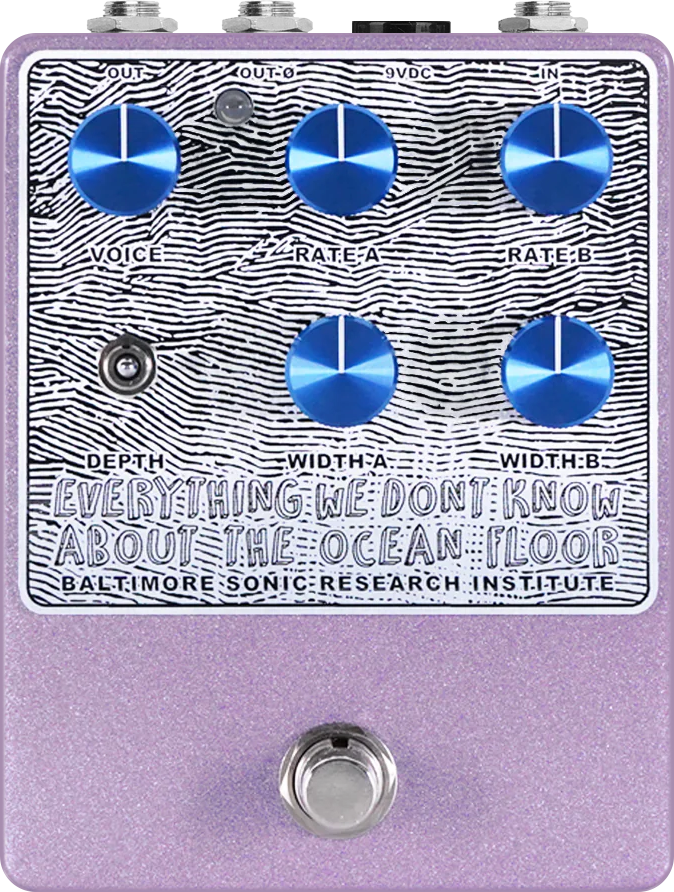 OUT OUT Ø 9VDC IN
VOICE RATE A RATE B
DEPTH WIDTH A WIDTH B
EVERYTHING WE DONT KNOW
ABOUT THE OCEAN FLOOR
BALTIMORE SONIC RESEARCH INSTITUTE